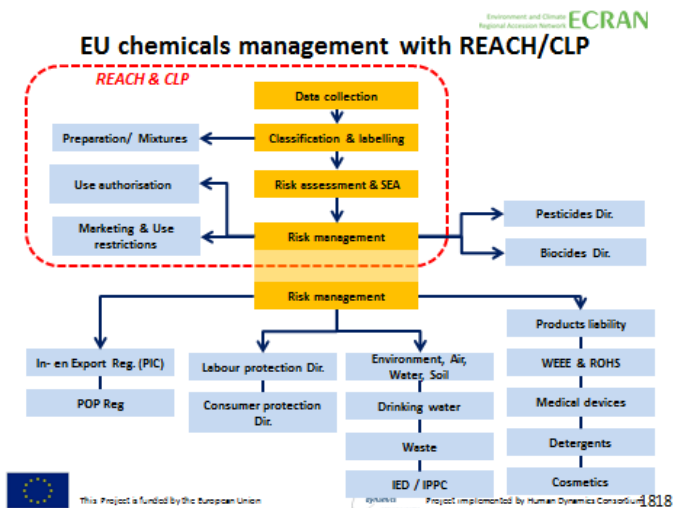 Environment and Climate
Regional Accession Network
ECRAN
EU chemicals management with REACH/CLP
REACH & CLP
Data collection
Preparation/ Mixtures
Classification & labelling
Use authorisation
Risk assessment & SEA
Marketing & Use
restrictions
Risk management
Pesticides Dir.
Biocides Dir.
Risk management
Products liability
In- en Export Reg. (PIC)
Labour protection Dir.
Environment, Air,
Water, Soil
WEEE & ROHS
POP Reg
Consumer protection
Dir.
Drinking water
Medical devices
Waste
Detergents
IED / IPPC
Cosmetics
This Project is funded by the European Union
Project implemented by Human Dynamics Consortium
1818